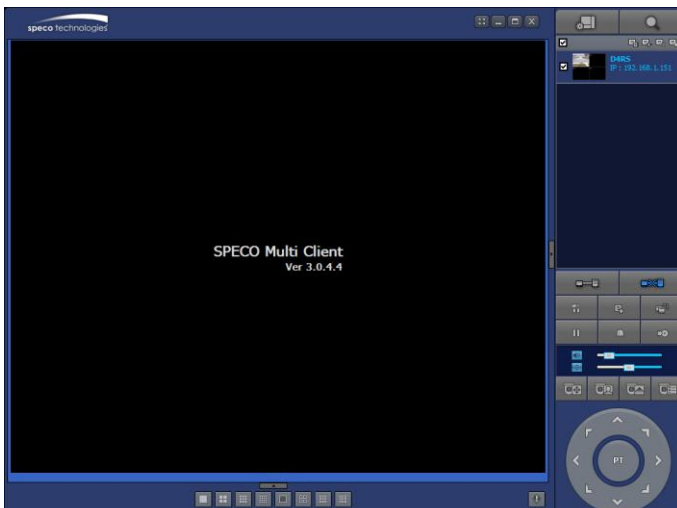 speco technologies
D4RS
IP : 192.168.1.151
SPECO Multi Client
Ver 3.0.4.4
PT